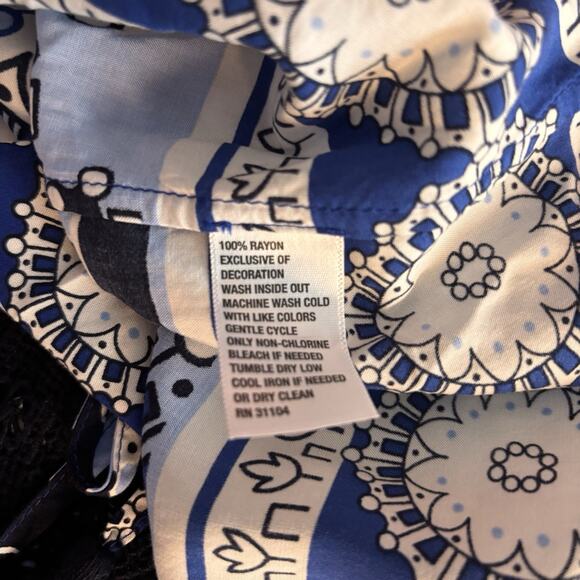 100% RAYON
EXCLUSIVE OF
DECORATION
WASH INSIDE OUT
MACHINE WASH COLD
WITH LIKE COLORS
GENTLE CYCLE
ONLY NON-CHLORINE
BLEACH IF NEEDED
TUMBLE DRY LOW
COOL IRON IF NEEDED
OR DRY CLEAN
RN 31104